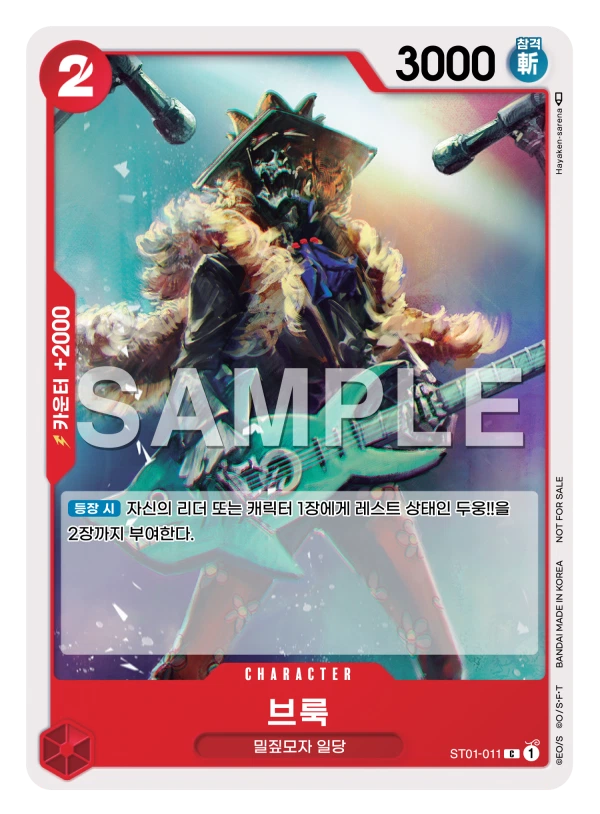 2
3000
참격
斬
Hayaken-sarena
카운터 +2000
SAMPLE
등장 시 자신의 리더 또는 캐릭터 1장에게 레스트 상태인 두웅!!을
2장까지 부여한다.
CHARACTER
브룩
밀짚모자 일당
ST01-011 C 1
©EO/S ©O/S·F·T BANDAI MADE IN KOREA NOT FOR SALE